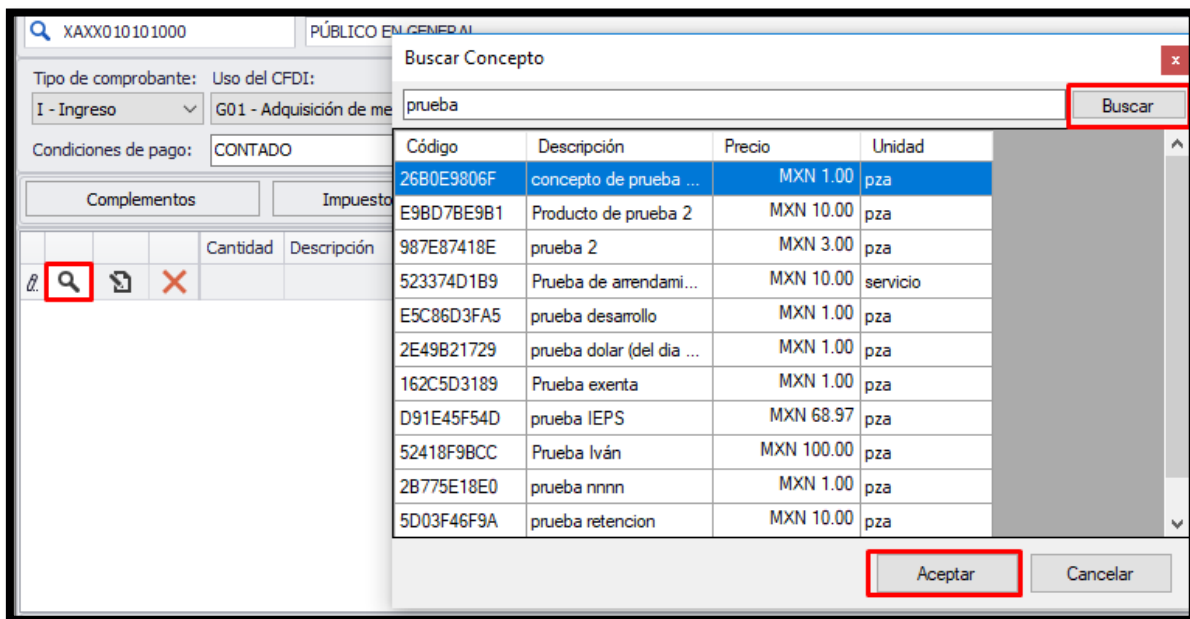 XAXX010101000 PÚBLICO EN GENERAL
Buscar Concepto x
Tipo de comprobante: Uso del CFDI:
I - Ingreso G01 - Adquisición de me
prueba Buscar
Condiciones de pago: CONTADO
Complementos Impuesto
Cantidad Descripción
Código Descripción Precio Unidad
26B0E9806F concepto de prueba ... MXN 1.00 pza
E9BD7BE9B1 Producto de prueba 2 MXN 10.00 pza
987E87418E prueba 2 MXN 3.00 pza
523374D1B9 Prueba de arrendami... MXN 10.00 servicio
E5C86D3FA5 prueba desarrollo MXN 1.00 pza
2E49B21729 prueba dolar (del dia ... MXN 1.00 pza
162C5D3189 Prueba exenta MXN 1.00 pza
D91E45F54D prueba IEPS MXN 68.97 pza
52418F9BCC Prueba Iván MXN 100.00 pza
2B775E18E0 prueba nnnn MXN 1.00 pza
5D03F46F9A prueba retencion MXN 10.00 pza
Aceptar Cancelar